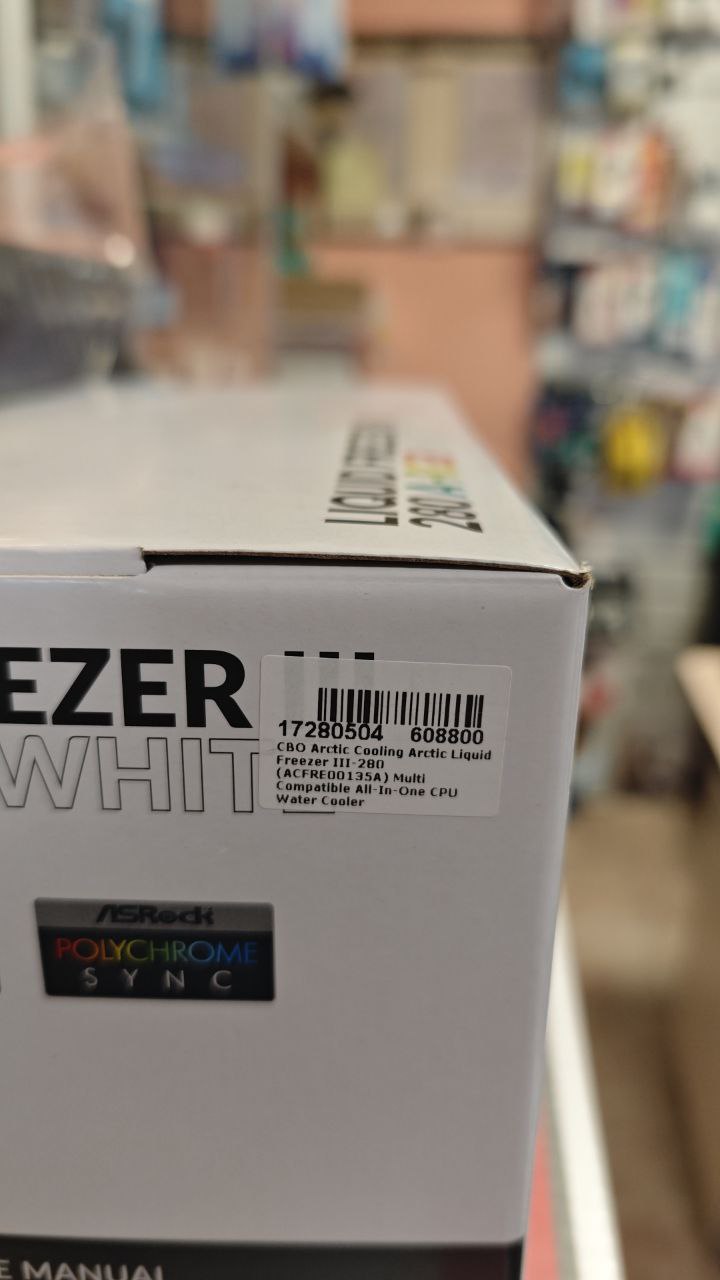 LIQUID FREEZER
280 A-RGB
EZER III
WHIT
17280504 608800
CBO Arctic Cooling Arctic Liquid
Freezer III-280
(ACFRE00135A) Multi
Compatible All-In-One CPU
Water Cooler
ASRock
POLYCHROME
SYNC
E MANUAL